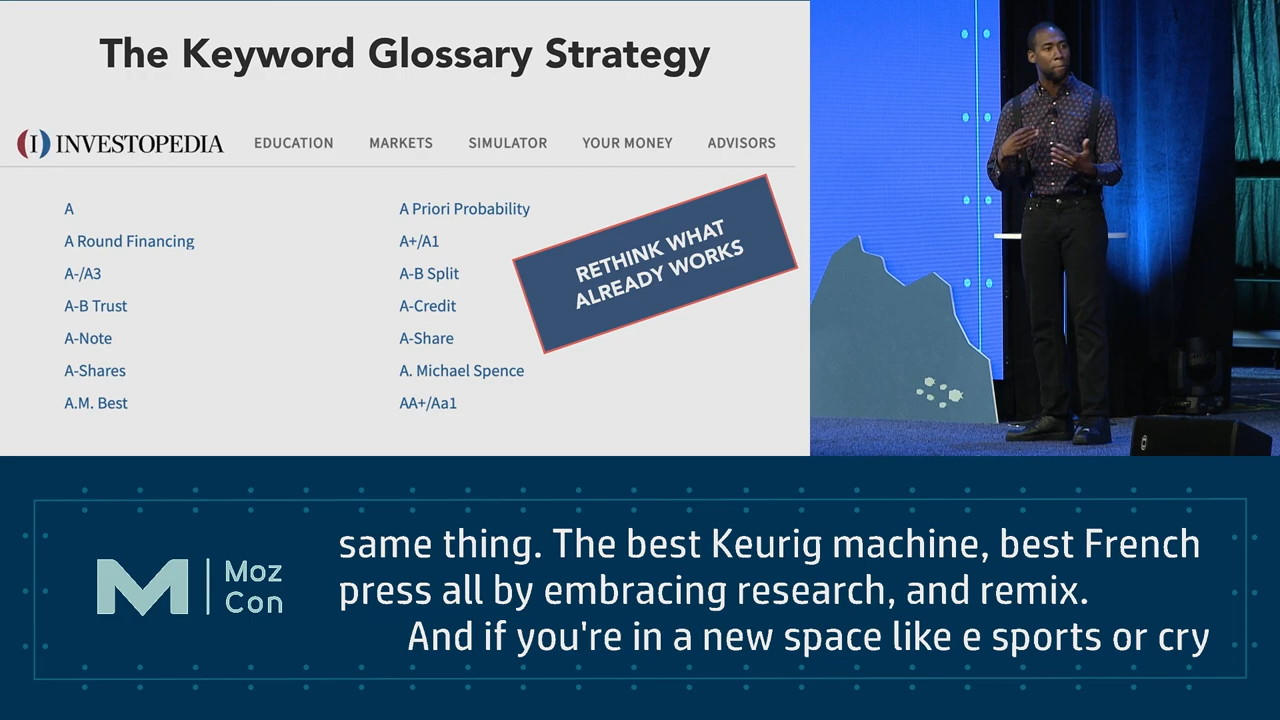 The Keyword Glossary Strategy
(I) INVESTOPEDIA EDUCATION MARKETS SIMULATOR YOUR MONEY ADVISORS
A
A Round Financing
A-/A3
A-B Trust
A-Note
A-Shares
A.M. Best
A Priori Probability
A+/A1
A-B Split
A-Credit
A-Share
A. Michael Spence
AA+/Aa1
RETHINK WHAT
ALREADY WORKS
M
Moz
Con
same thing. The best Keurig machine, best French
press all by embracing research, and remix.
And if you're in a new space like e sports or cry